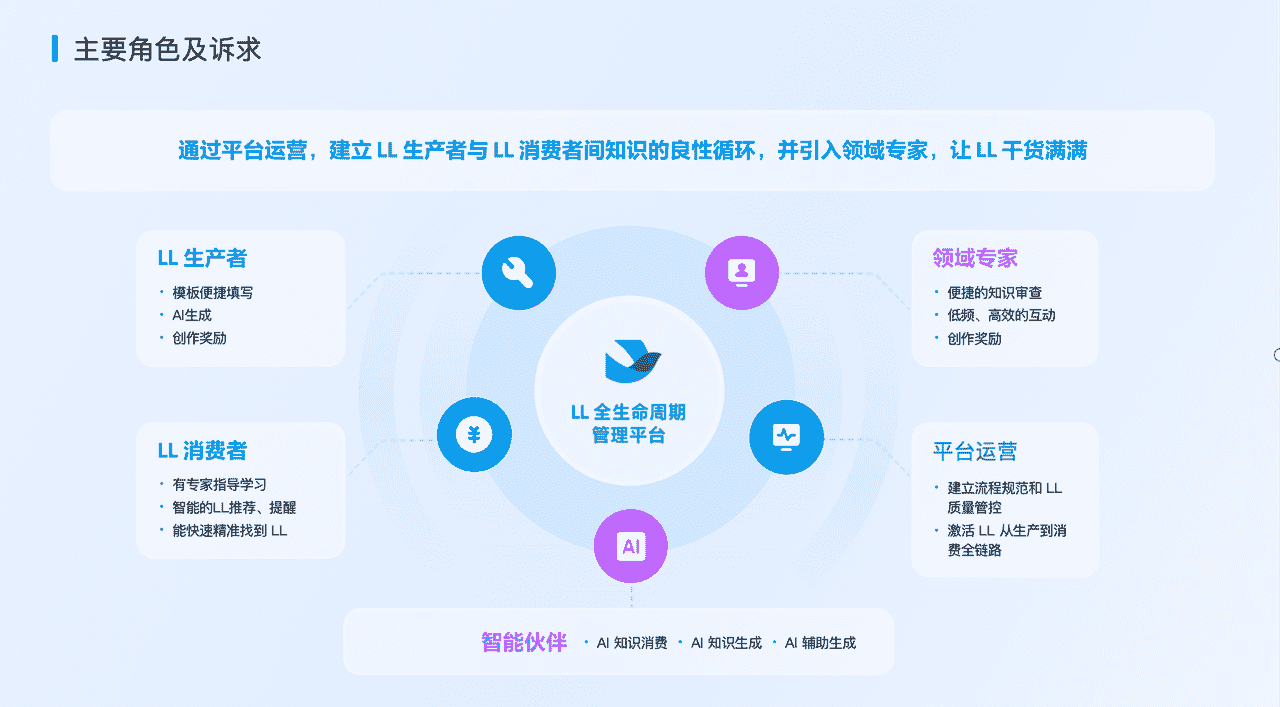 主要角色及诉求
通过平台运营，建立 LL 生产者与 LL 消费者间知识的良性循环，并引入领域专家，让 LL 干货满满
LL 生产者
• 模板便捷填写
• AI生成
• 创作奖励
领域专家
• 便捷的知识审查
• 低频、高效的互动
• 创作奖励
LL 全生命周期
管理平台
LL 消费者
• 有专家指导学习
• 智能的LL推荐、提醒
• 能快速精准找到 LL
¥
平台运营
• 建立流程规范和 LL
质量管控
• 激活 LL 从生产到消
费全链路
AI
智能伙伴 • AI 知识消费 • AI 知识生成 • AI 辅助生成